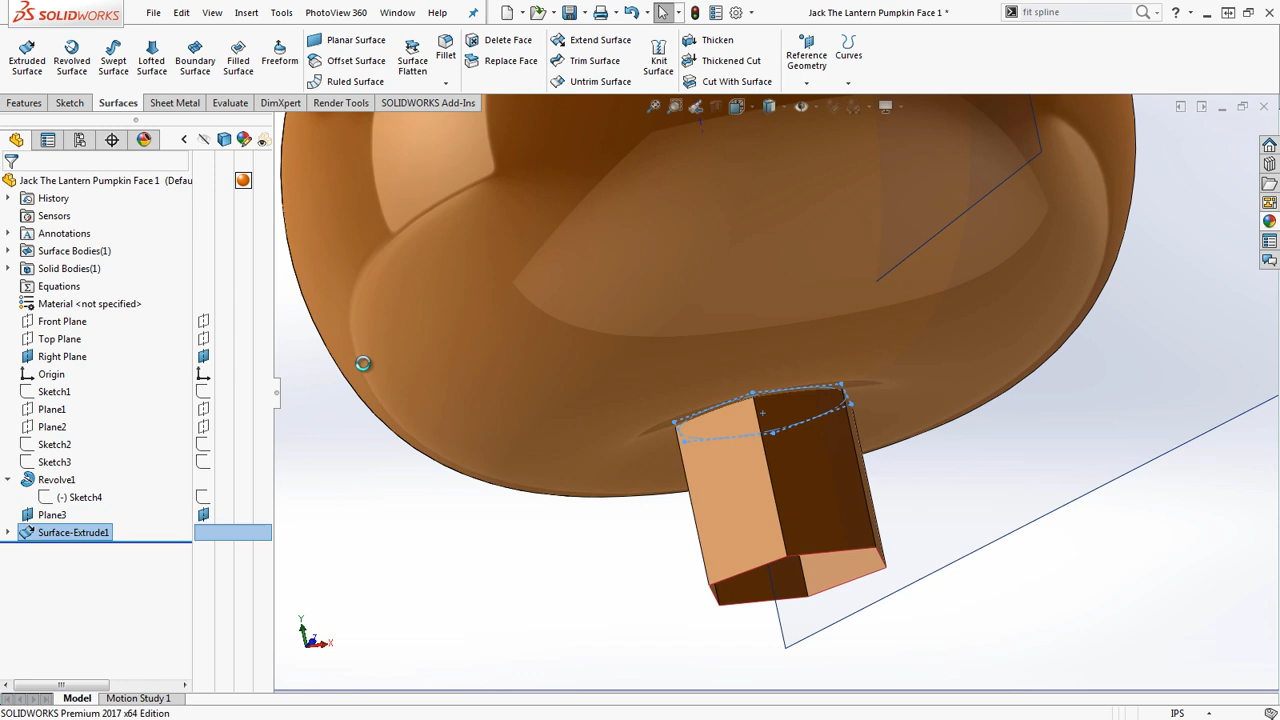 SOLIDWORKS
File
Edit
View
Insert
Tools
PhotoView 360
Window
Help
Jack The Lantern Pumpkin Face 1 *
fit spline
Extruded Surface
Revolved Surface
Swept Surface
Lofted Surface
Boundary Surface
Filled Surface
Freeform
Planar Surface
Offset Surface
Ruled Surface
Surface Flatten
Fillet
Delete Face
Replace Face
Extend Surface
Trim Surface
Untrim Surface
Knit Surface
Thicken
Thickened Cut
Cut With Surface
Reference Geometry
Curves
Features
Sketch
Surfaces
Sheet Metal
Evaluate
DimXpert
Render Tools
SOLIDWORKS Add-Ins
Jack The Lantern Pumpkin Face 1 (Defau
History
Sensors
Annotations
Surface Bodies(1)
Solid Bodies(1)
Equations
Material <not specified>
Front Plane
Top Plane
Right Plane
Origin
Sketch1
Plane1
Plane2
Sketch2
Sketch3
Revolve1
(-) Sketch4
Plane3
Surface-Extrude1
Y
Z
X
Model
Motion Study 1
SOLIDWORKS Premium 2017 x64 Edition
IPS